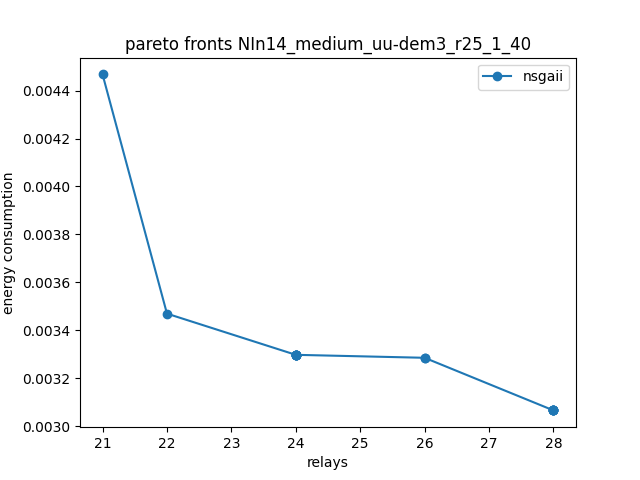 pareto fronts NIn14_medium_uu-dem3_r25_1_40
nsgaii
0.0044
0.0042
0.0040
0.0038
0.0036
0.0034
0.0032
0.0030
energy consumption
21 22 23 24 25 26 27 28
relays